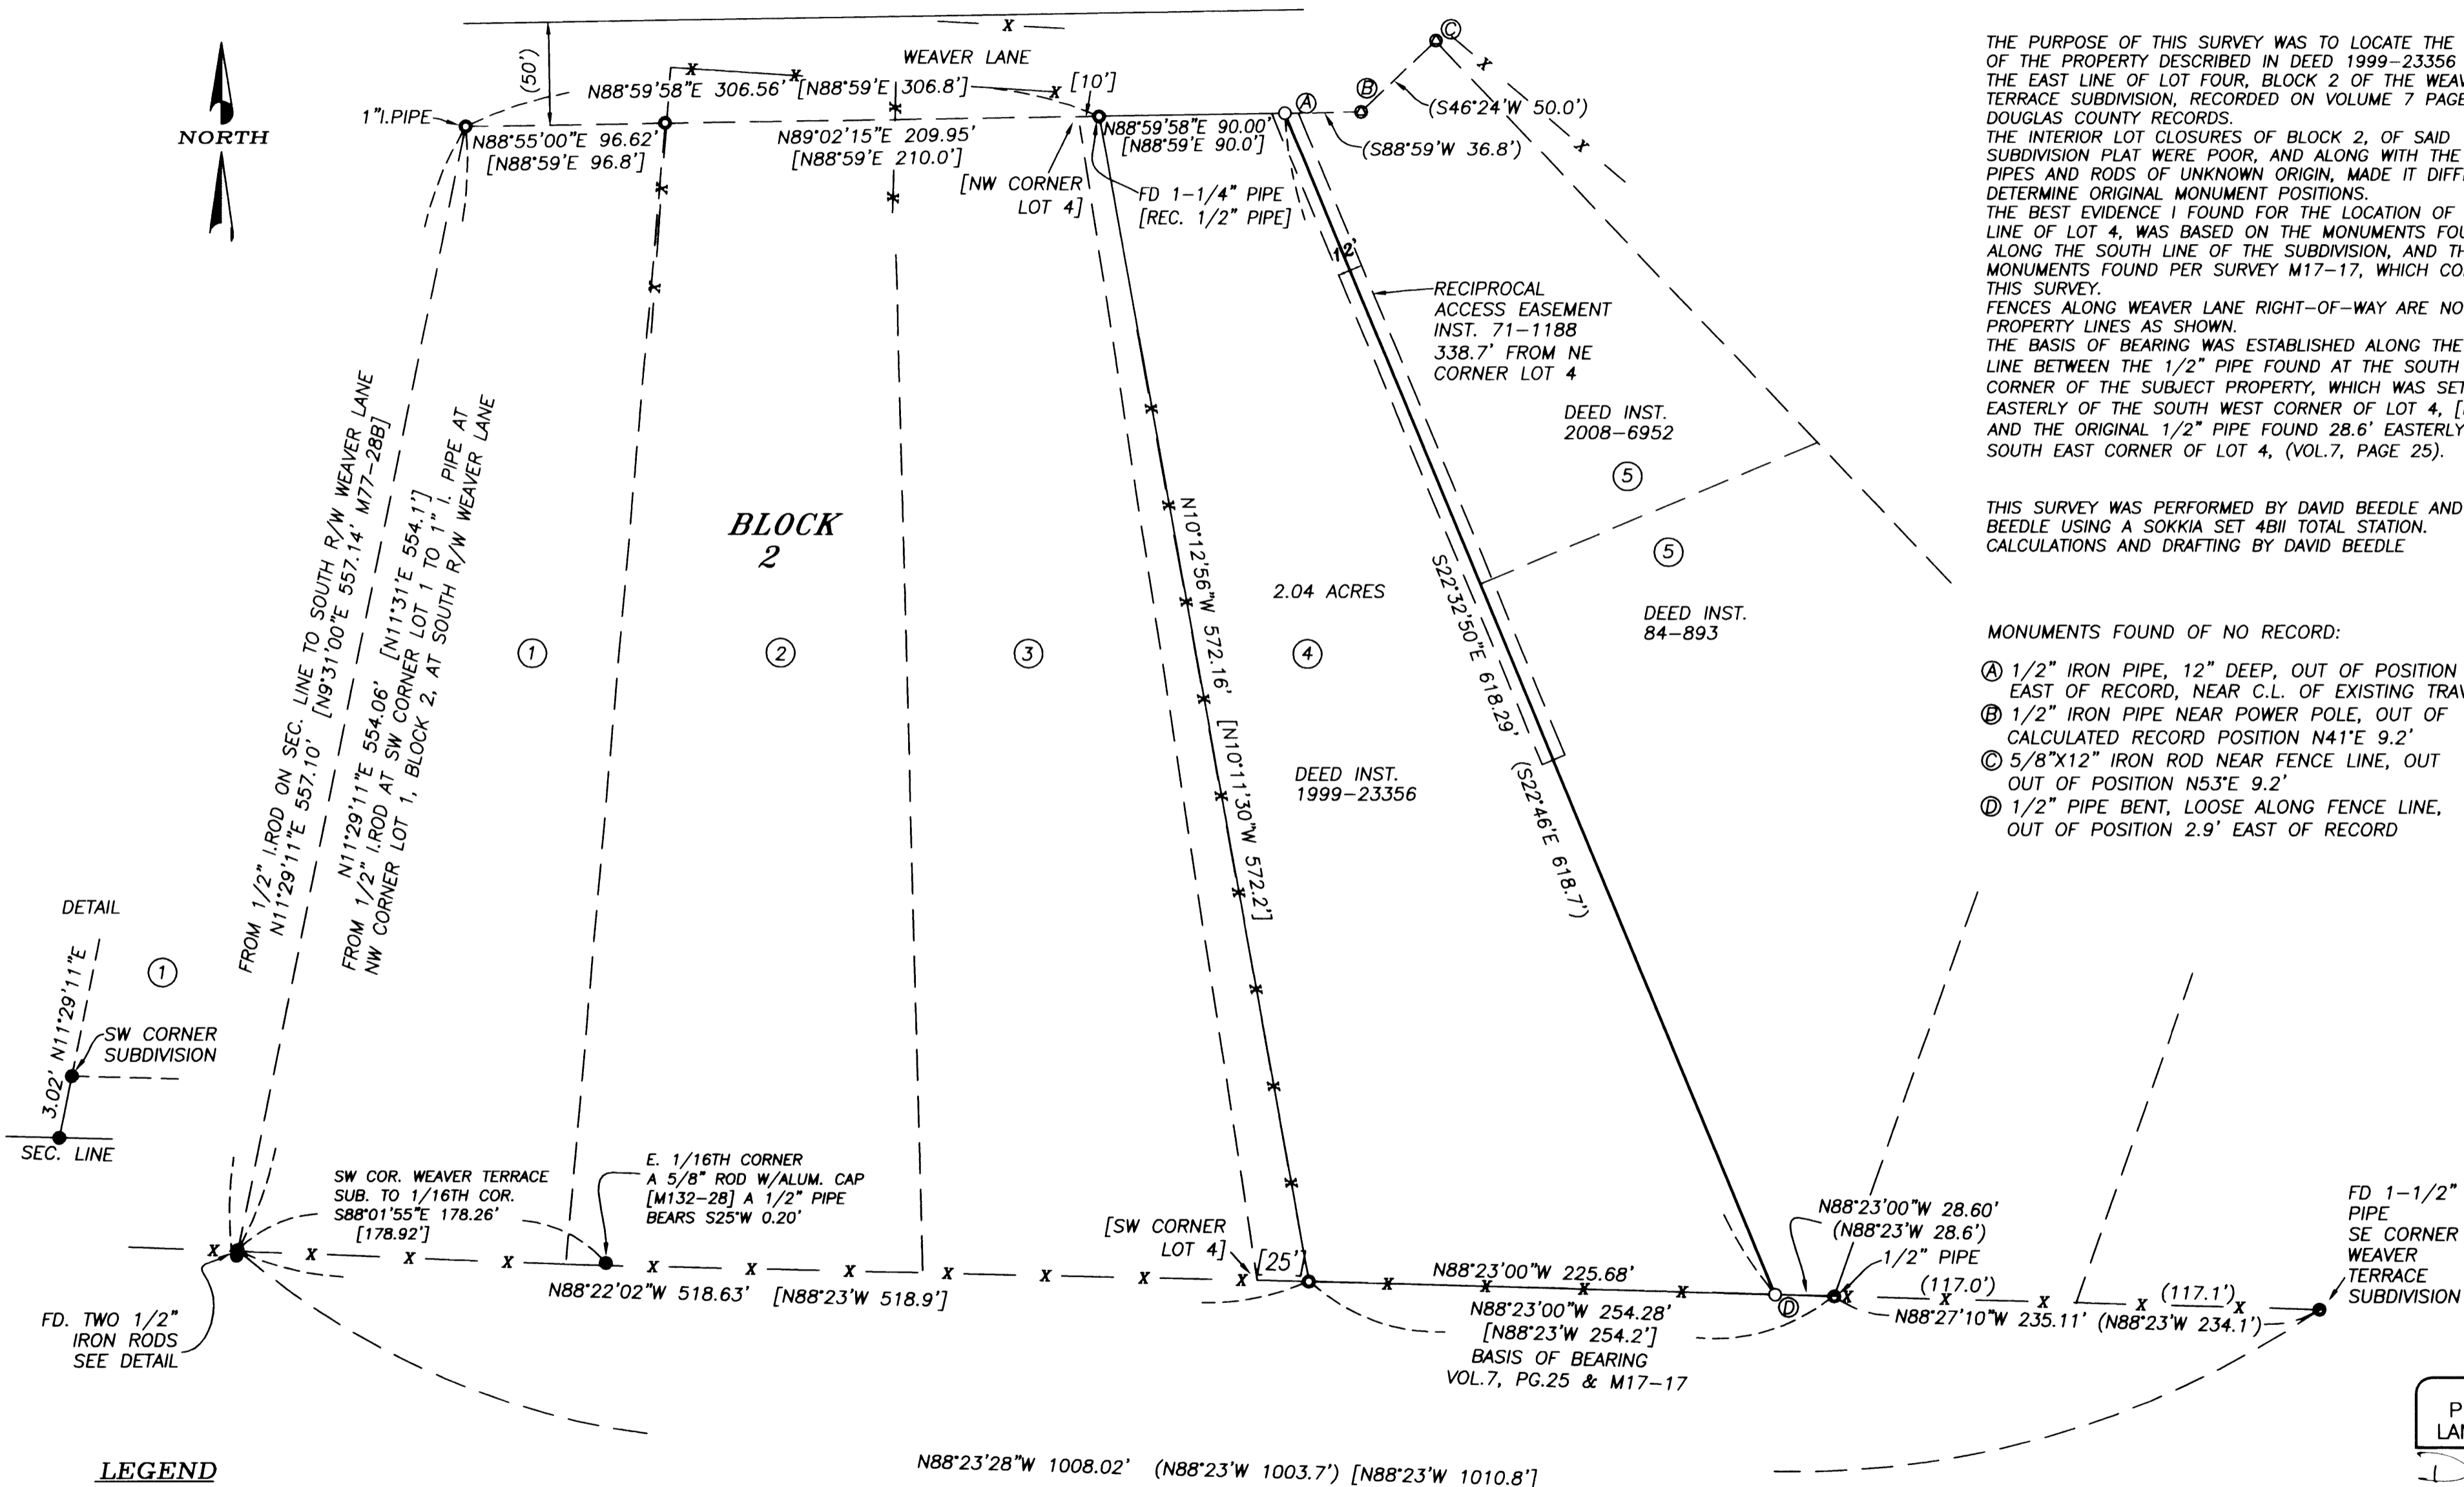 NORTH
WEAVER LANE
(50')
1"I.PIPE
N88°59'58"E 306.56' [N88°59'E 306.8']
[10']
N88°55'00"E 96.62'
[N88°59'E 96.8']
N89°02'15"E 209.95'
[N88°59'E 210.0']
[NW CORNER
LOT 4]
N88°59'58"E 90.00'
[N88°59'E 90.0']
FD 1-1/4" PIPE
[REC. 1/2" PIPE]
A
B
C
(S46°24'W 50.0')
(S88°59'W 36.8')
12'
RECIPROCAL
ACCESS EASEMENT
INST. 71-1188
338.7' FROM NE
CORNER LOT 4
DEED INST.
2008-6952
5
5
DEED INST.
84-893
FROM 1/2" I.ROD ON SEC. LINE TO SOUTH R/W WEAVER LANE
N11°29'11"E 557.10' [N9°31'00"E 557.14' M77-28B]
N11°29'11"E 554.06' [N11°31'E 554.1']
FROM 1/2" I.ROD AT SW CORNER LOT 1 TO 1" I. PIPE AT
NW CORNER LOT 1, BLOCK 2, AT SOUTH R/W WEAVER LANE
BLOCK
2
1
2
3
4
2.04 ACRES
N10°12'56"W 572.16' [N10°11'30"W 572.2']
S22°32'50"E 618.29' (S22°46'E 618.7')
DEED INST.
1999-23356
DETAIL
1
3.02' N11°29'11"E
SW CORNER
SUBDIVISION
SEC. LINE
SW COR. WEAVER TERRACE
SUB. TO 1/16TH COR.
S88°01'55"E 178.26'
[178.92']
E. 1/16TH CORNER
A 5/8" ROD W/ALUM. CAP
[M132-28] A 1/2" PIPE
BEARS S25°W 0.20'
FD. TWO 1/2"
IRON RODS
SEE DETAIL
N88°22'02"W 518.63' [N88°23'W 518.9']
[SW CORNER
LOT 4]
[25']
N88°23'00"W 225.68'
N88°23'00"W 254.28'
[N88°23'W 254.2']
BASIS OF BEARING
VOL.7, PG.25 & M17-17
D
N88°23'00"W 28.60'
(N88°23'W 28.6')
1/2" PIPE
(117.0')
(117.1')
N88°27'10"W 235.11' (N88°23'W 234.1')
FD 1-1/2"
PIPE
SE CORNER
WEAVER
TERRACE
SUBDIVISION
N88°23'28"W 1008.02' (N88°23'W 1003.7') [N88°23'W 1010.8']
LEGEND
THE PURPOSE OF THIS SURVEY WAS TO LOCATE THE
OF THE PROPERTY DESCRIBED IN DEED 1999-23356
THE EAST LINE OF LOT FOUR, BLOCK 2 OF THE WEAV
TERRACE SUBDIVISION, RECORDED ON VOLUME 7 PAGE
DOUGLAS COUNTY RECORDS.
THE INTERIOR LOT CLOSURES OF BLOCK 2, OF SAID
SUBDIVISION PLAT WERE POOR, AND ALONG WITH THE
PIPES AND RODS OF UNKNOWN ORIGIN, MADE IT DIFF
DETERMINE ORIGINAL MONUMENT POSITIONS.
THE BEST EVIDENCE I FOUND FOR THE LOCATION OF
LINE OF LOT 4, WAS BASED ON THE MONUMENTS FOU
ALONG THE SOUTH LINE OF THE SUBDIVISION, AND TH
MONUMENTS FOUND PER SURVEY M17-17, WHICH CO
THIS SURVEY.
FENCES ALONG WEAVER LANE RIGHT-OF-WAY ARE NO
PROPERTY LINES AS SHOWN.
THE BASIS OF BEARING WAS ESTABLISHED ALONG THE
LINE BETWEEN THE 1/2" PIPE FOUND AT THE SOUTH
CORNER OF THE SUBJECT PROPERTY, WHICH WAS SET
EASTERLY OF THE SOUTH WEST CORNER OF LOT 4, [
AND THE ORIGINAL 1/2" PIPE FOUND 28.6' EASTERLY
SOUTH EAST CORNER OF LOT 4, (VOL.7, PAGE 25).
THIS SURVEY WAS PERFORMED BY DAVID BEEDLE AND
BEEDLE USING A SOKKIA SET 4BII TOTAL STATION.
CALCULATIONS AND DRAFTING BY DAVID BEEDLE
MONUMENTS FOUND OF NO RECORD:
A 1/2" IRON PIPE, 12" DEEP, OUT OF POSITION
EAST OF RECORD, NEAR C.L. OF EXISTING TRAV
B 1/2" IRON PIPE NEAR POWER POLE, OUT OF
CALCULATED RECORD POSITION N41°E 9.2'
C 5/8"X12" IRON ROD NEAR FENCE LINE, OUT
OUT OF POSITION N53°E 9.2'
D 1/2" PIPE BENT, LOOSE ALONG FENCE LINE,
OUT OF POSITION 2.9' EAST OF RECORD
P
LAN